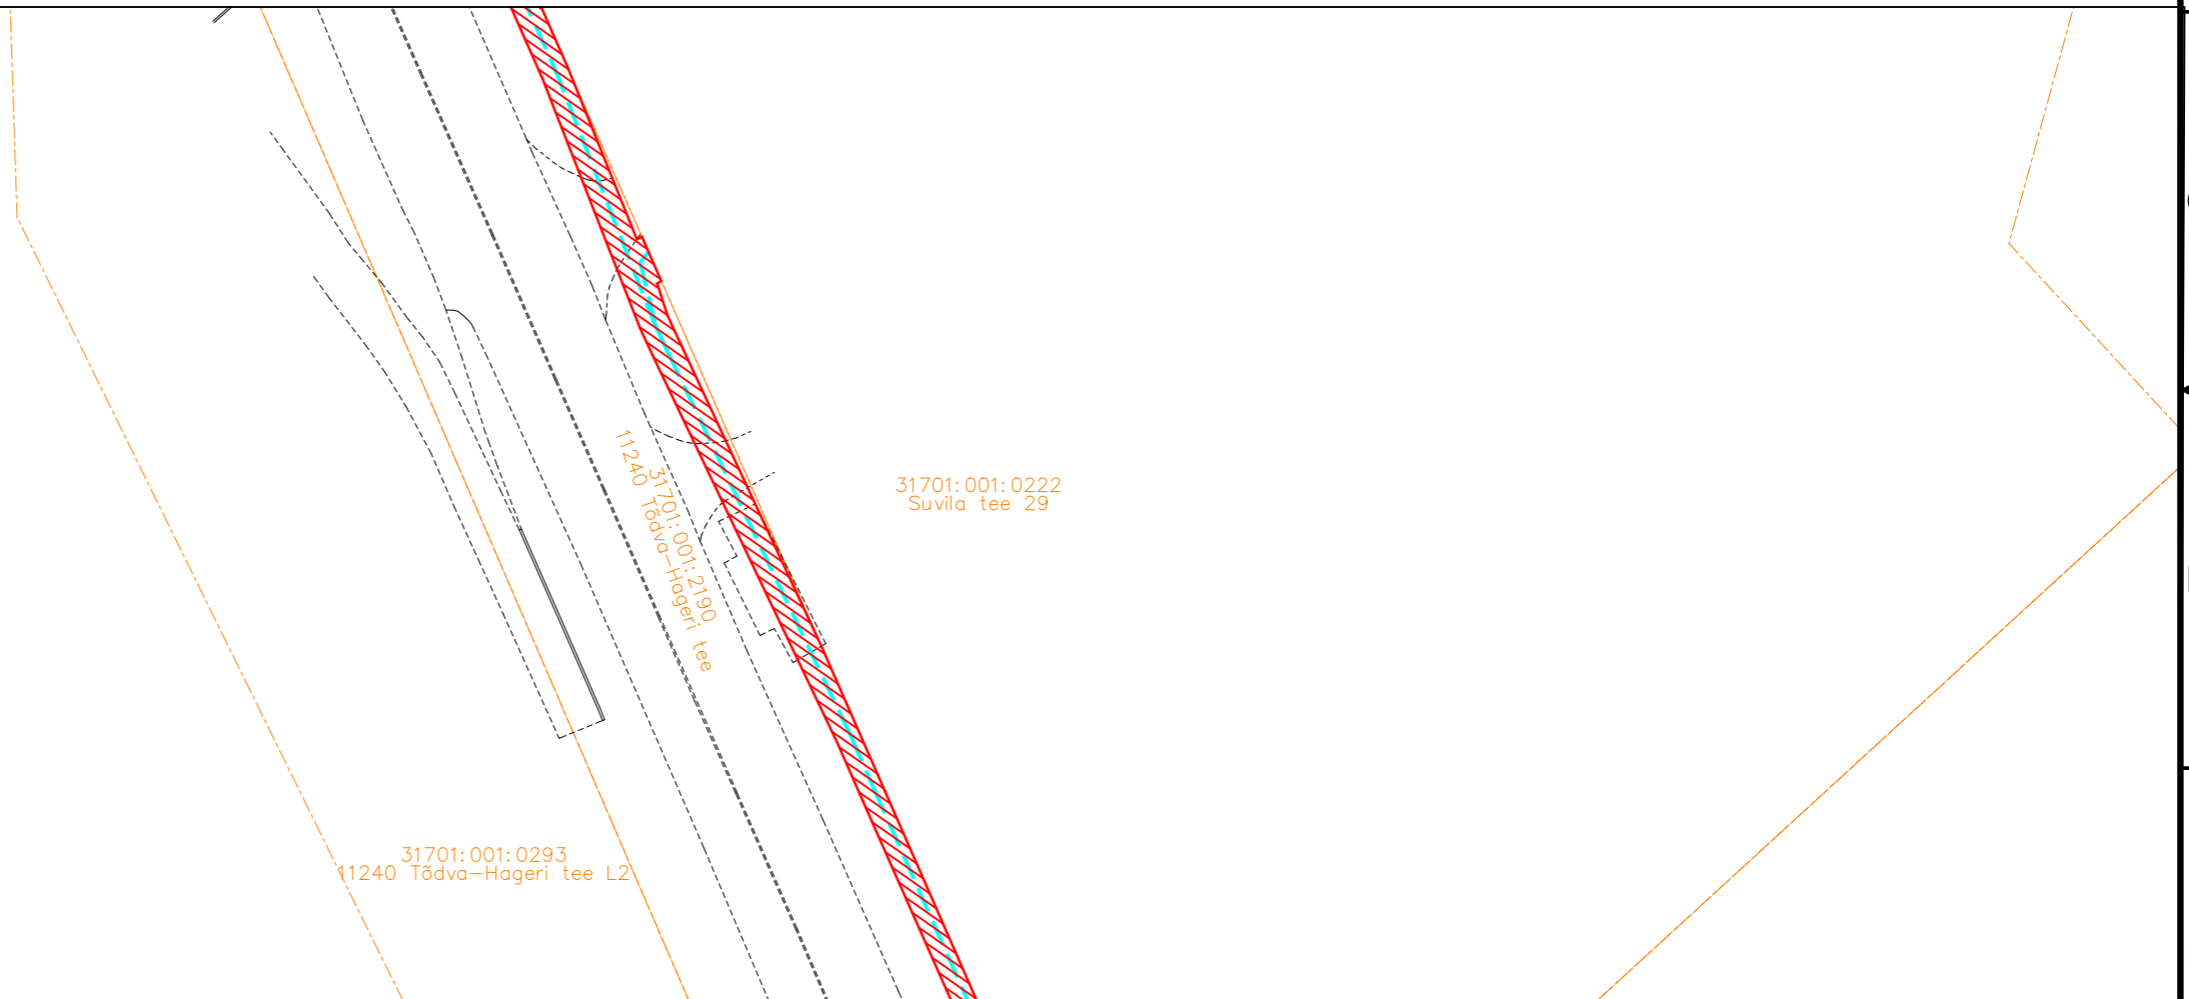 31701:001:0222
Suvila tee 29
31701:001:2190
11240 Tõdva-Hageri tee
31701:001:0293
11240 Tõdva-Hageri tee L2